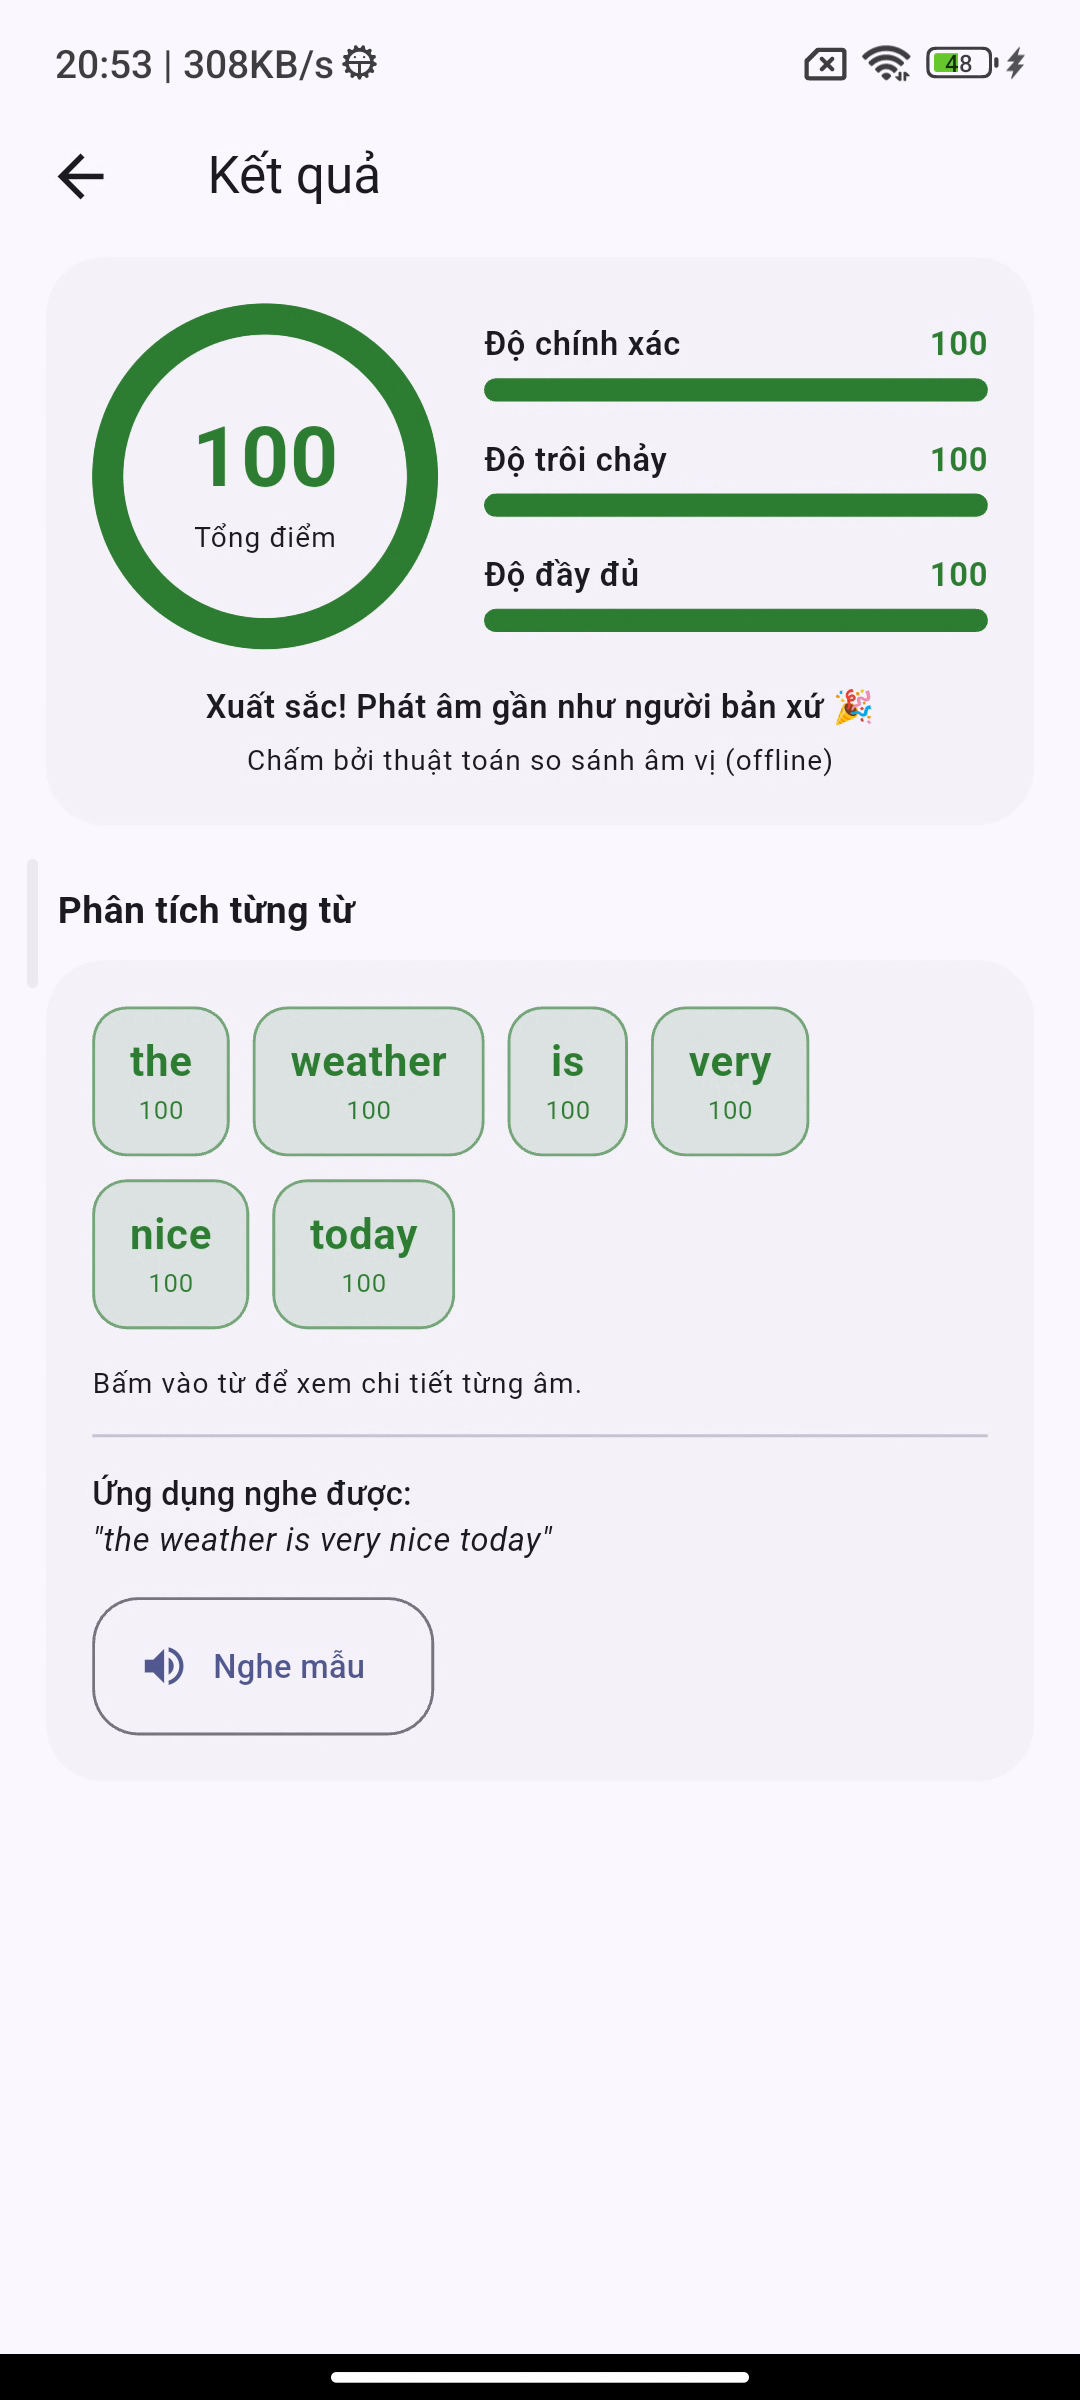 20:53 | 308KB/s
48
Kết quả
100
Tổng điểm
Độ chính xác 100
Độ trôi chảy 100
Độ đầy đủ 100
Xuất sắc! Phát âm gần như người bản xứ 🎉
Chấm bởi thuật toán so sánh âm vị (offline)
Phân tích từng từ
the weather is very
100 100 100 100
nice today
100 100
Bấm vào từ để xem chi tiết từng âm.
Ứng dụng nghe được:
"the weather is very nice today"
Nghe mẫu